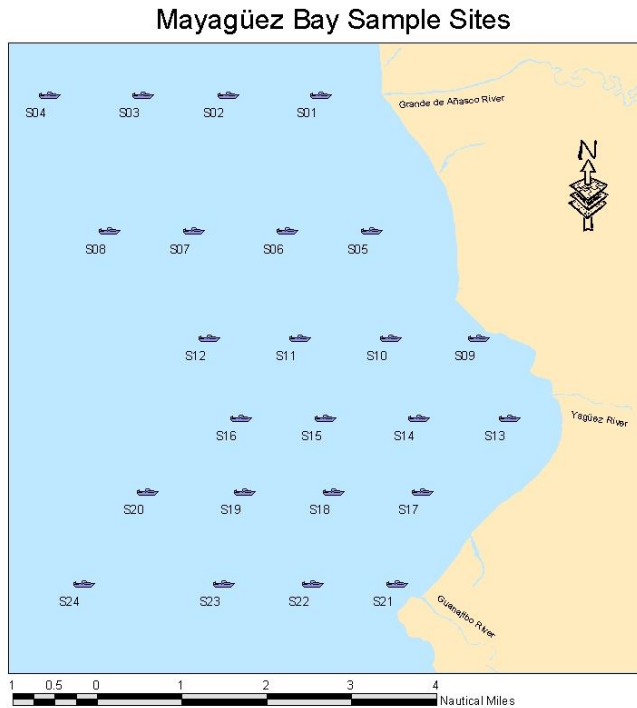 Mayagüez Bay Sample Sites
S04 S03 S02 S01
Grande de Añasco River
N
S08 S07 S06 S05
S12 S11 S10 S09
S16 S15 S14 S13
Yagüez River
S20 S19 S18 S17
S24 S23 S22 S21
Guanajibo River
1 0.5 0 1 2 3 4
Nautical Miles